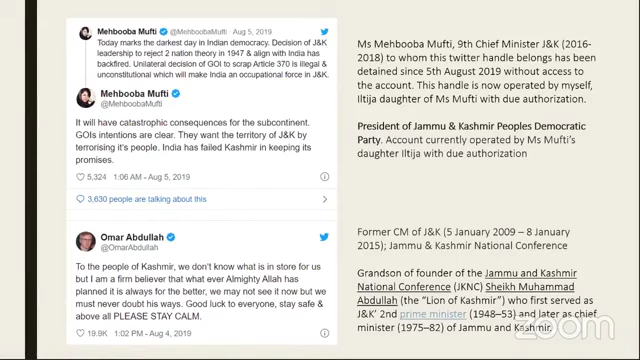 Mehbooba Mufti @MehboobaMufti · Aug 5, 2019
Today marks the darkest day in Indian democracy. Decision of J&K
leadership to reject 2 nation theory in 1947 & align with India has
backfired. Unilateral decision of GOI to scrap Article 370 is illegal &
unconstitutional which will make India an occupational force in J&K.
Mehbooba Mufti
@MehboobaMufti
It will have catastrophic consequences for the subcontinent.
GOIs intentions are clear. They want the territory of J&K by
terrorising it's people. India has failed Kashmir in keeping its
promises.
5,324 1:06 AM - Aug 5, 2019
3,630 people are talking about this
Omar Abdullah
@OmarAbdullah
To the people of Kashmir, we don't know what is in store for us
but I am a firm believer that what ever Almighty Allah has
planned it is always for the better, we may not see it now but we
must never doubt his ways. Good luck to everyone, stay safe &
above all PLEASE STAY CALM.
19.9K 1:02 PM - Aug 4, 2019
Ms Mehbooba Mufti, 9th Chief Minister J&K (2016-
2018) to whom this twitter handle belongs has been
detained since 5th August 2019 without access to
the account. This handle is now operated by myself,
Iltija daughter of Ms Mufti with due authorization.
President of Jammu & Kashmir Peoples Democratic
Party. Account currently operated by Ms Mufti's
daughter Iltija with due authorization
Former CM of J&K (5 January 2009 – 8 January
2015); Jammu & Kashmir National Conference
Grandson of founder of the Jammu and Kashmir
National Conference (JKNC) Sheikh Muhammad
Abdullah (the "Lion of Kashmir") who first served as
J&K' 2nd prime minister (1948–53) and later as chief
minister (1975–82) of Jammu and Kashmir.
zoom